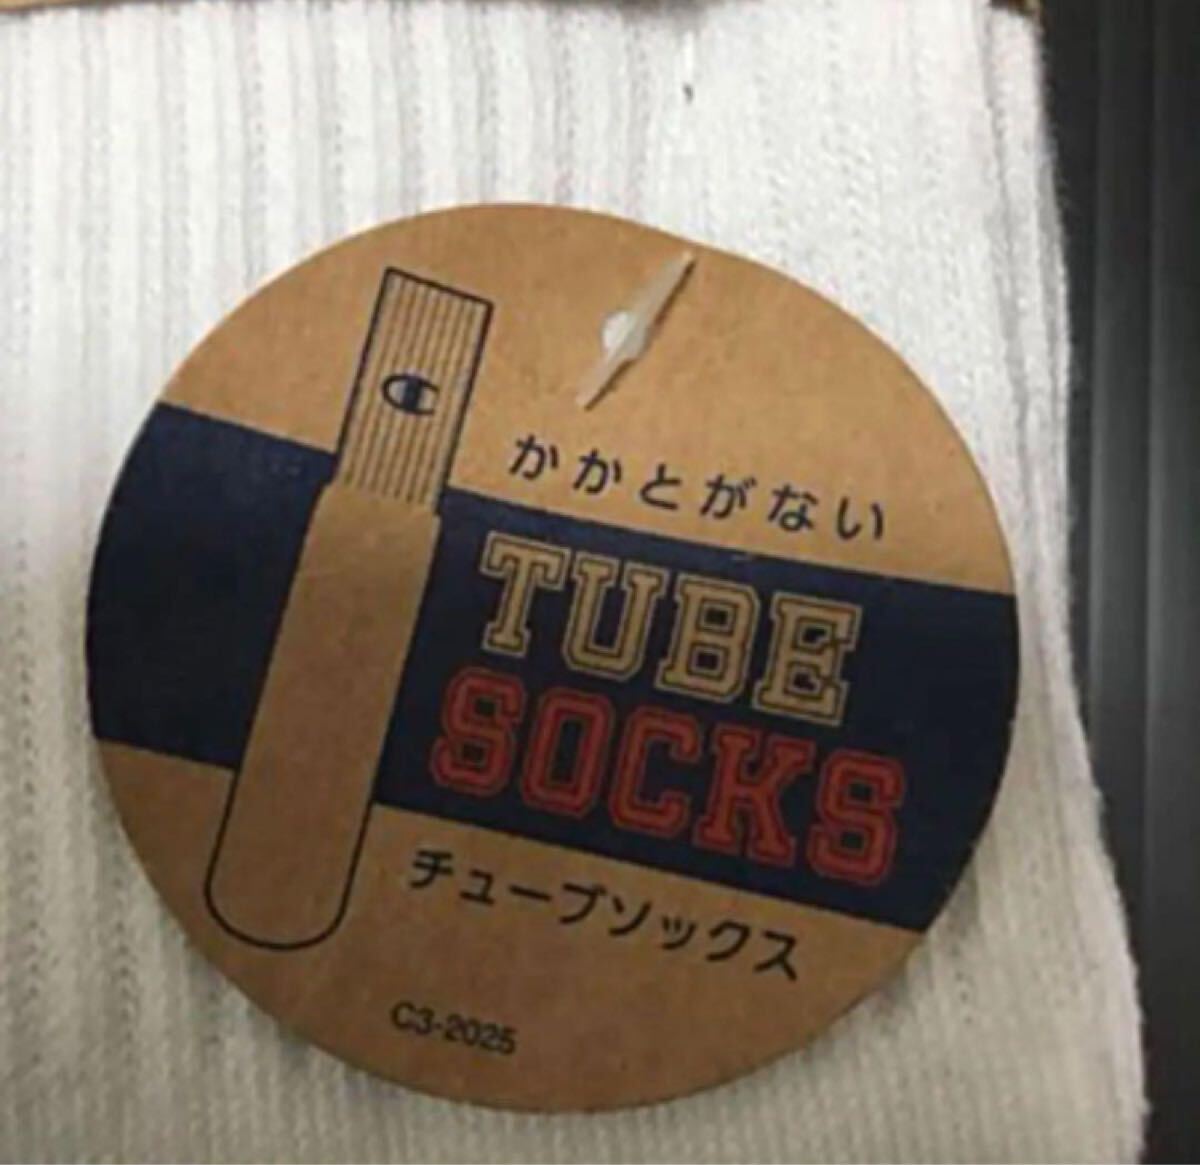 かかとがない
TUBE
SOCKS
チューブソックス
C3-2025